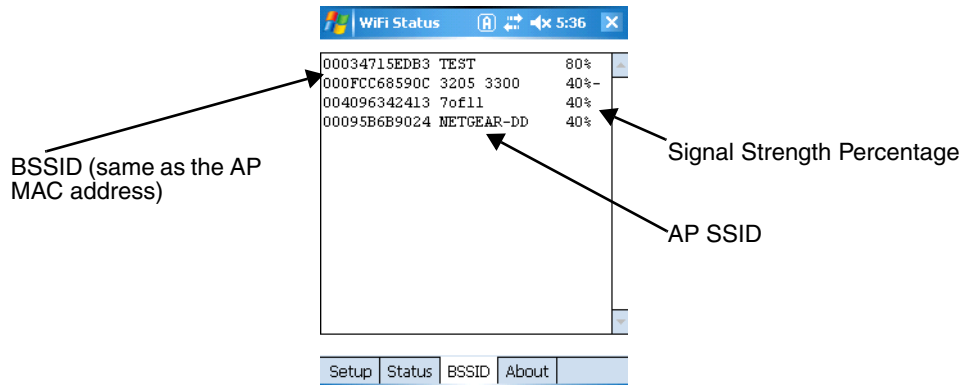 WiFi Status A 5:36
00034715EDB3 TEST 80%
000FCC68590C 3205 3300 40%-
004096342413 7of11 40%
00095B6B9024 NETGEAR-DD 40%
BSSID (same as the AP
MAC address)
Signal Strength Percentage
AP SSID
Setup Status BSSID About